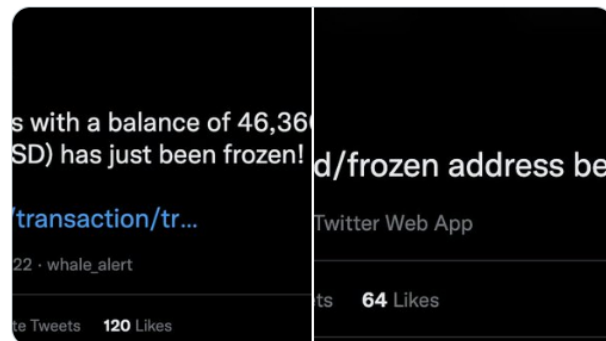 s with a balance of 46,36
SD) has just been frozen!
/transaction/tr...
22 · whale_alert
te Tweets 120 Likes
d/frozen address be
Twitter Web App
ts 64 Likes